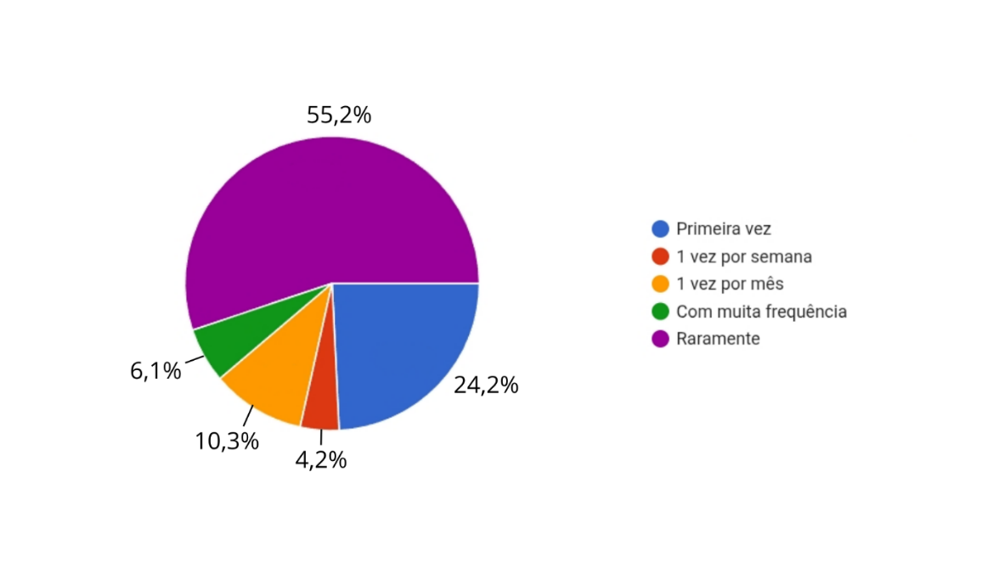 55,2%
Primeira vez
1 vez por semana
1 vez por mês
Com muita frequência
Raramente
6,1%
24,2%
10,3%
4,2%